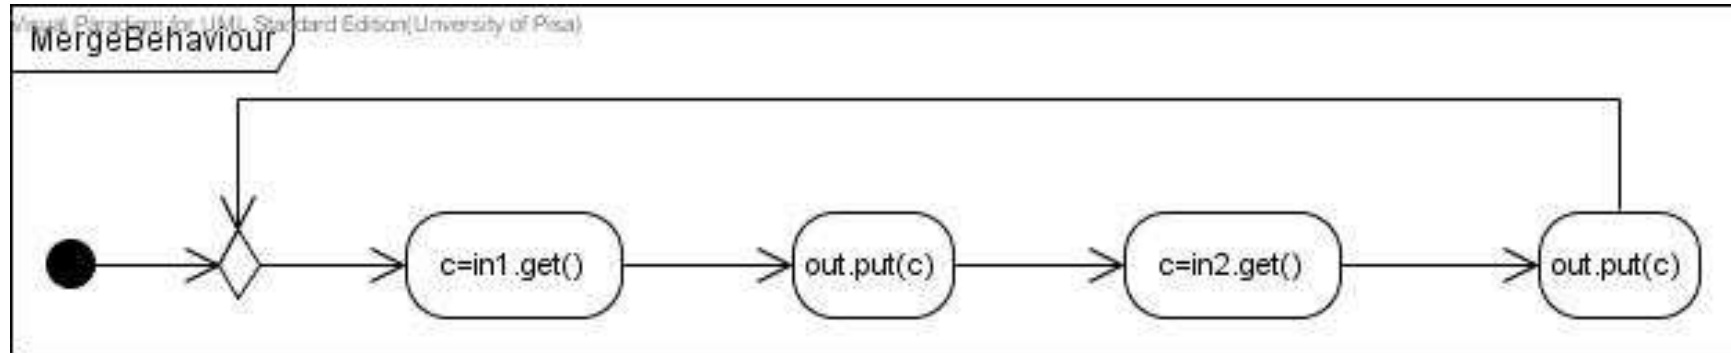 Visual Paradigm for UML Standard Edition(University of Pisa)
MergeBehaviour
c=in1.get()
out.put(c)
c=in2.get()
out.put(c)